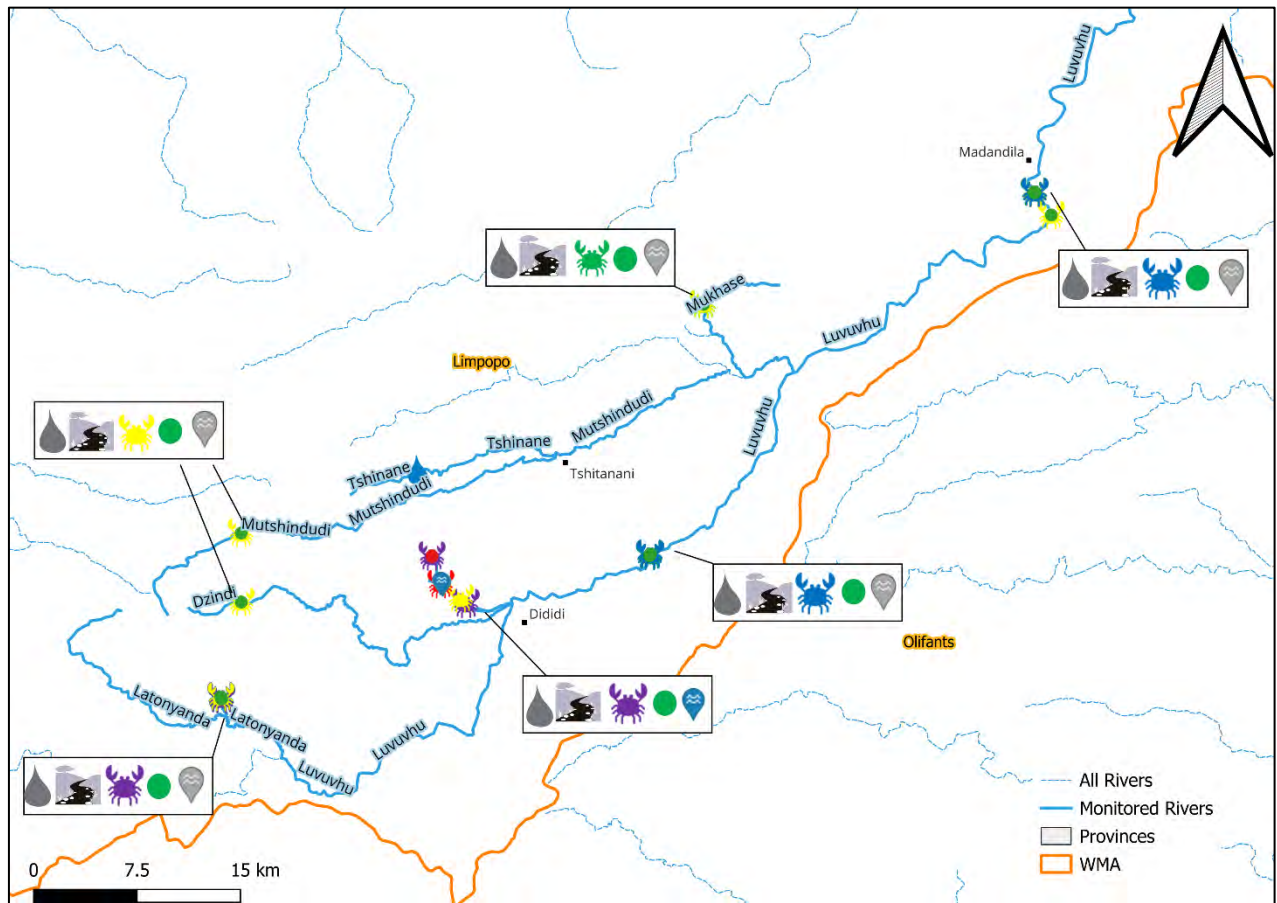 Luvuvhu
Madandila
Mukhase
Luvuvhu
Limpopo
Luvuvhu
Mutshindudi
Tshinane
Tshinane
Tshitanani
Mutshindudi
Mutshindudi
Dzindi
Dididi
Olifants
Latonyanda
Latonyanda
Luvuvhu
Luvuvhu
All Rivers
Monitored Rivers
Provinces
WMA
0 7.5 15 km